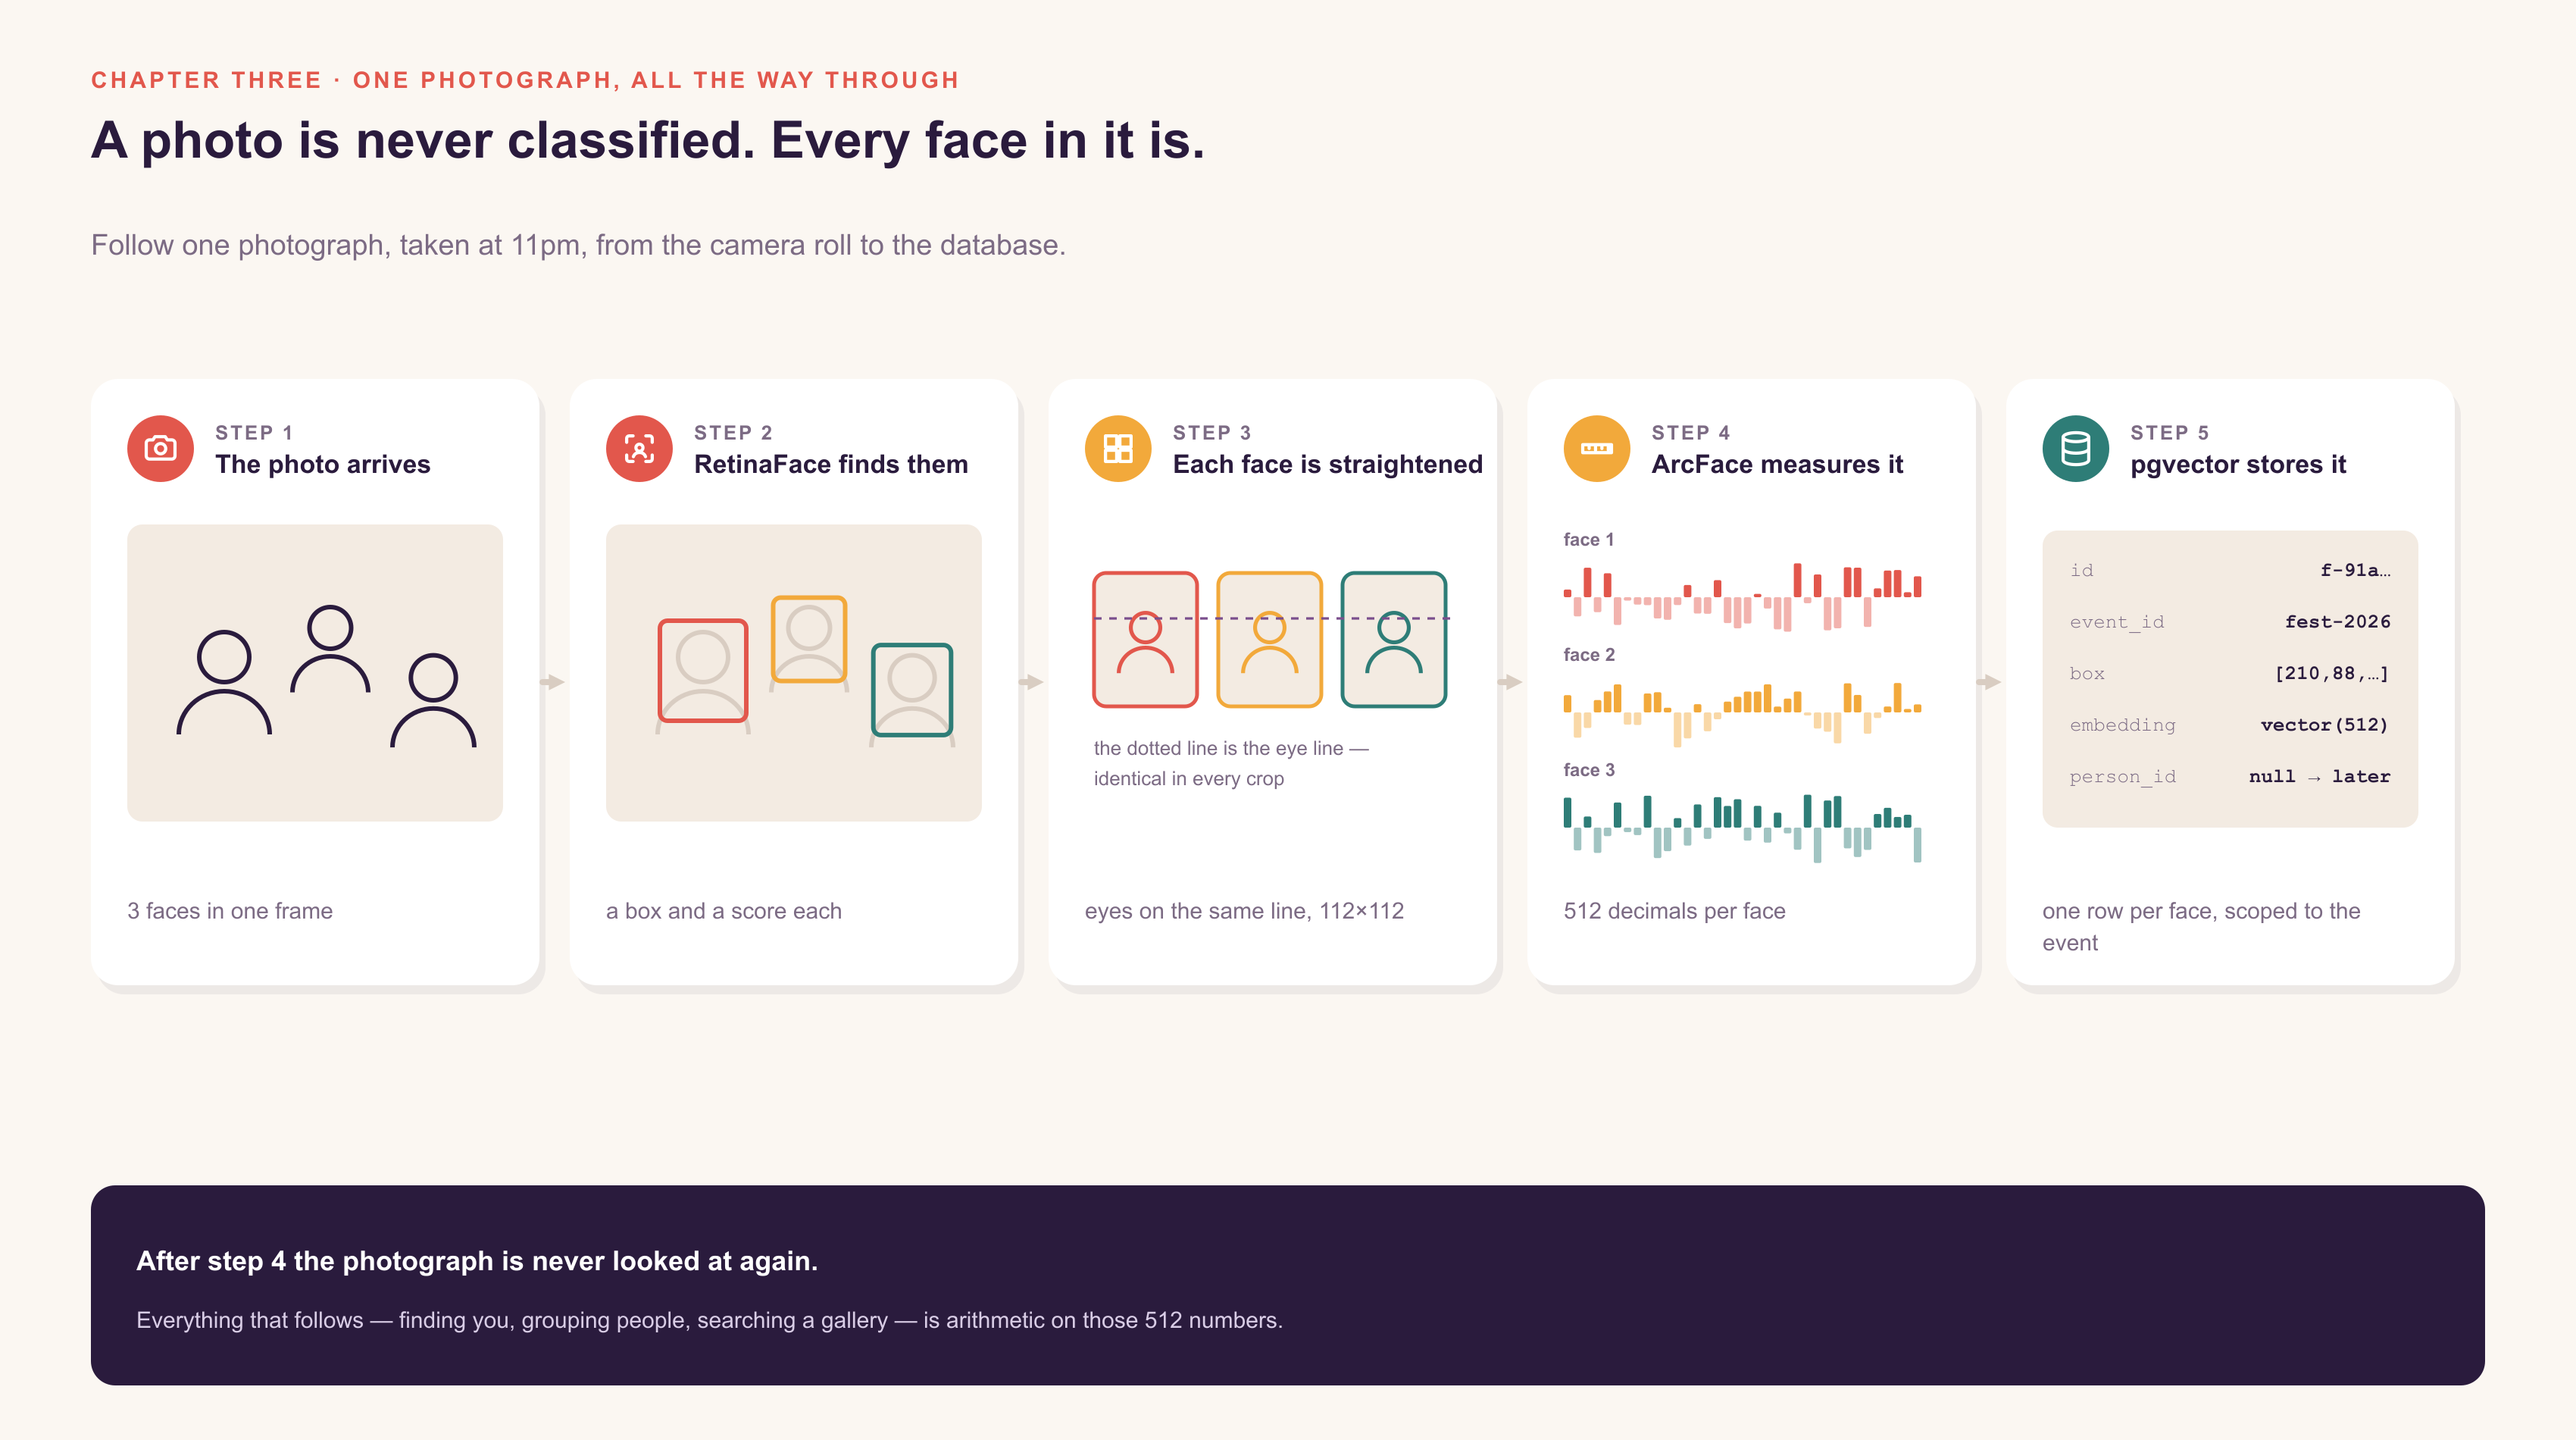 CHAPTER THREE · ONE PHOTOGRAPH, ALL THE WAY THROUGH
A photo is never classified. Every face in it is.
Follow one photograph, taken at 11pm, from the camera roll to the database.
STEP 1
The photo arrives
3 faces in one frame
STEP 2
RetinaFace finds them
a box and a score each
STEP 3
Each face is straightened
the dotted line is the eye line —
identical in every crop
eyes on the same line, 112×112
STEP 4
ArcFace measures it
face 1
face 2
face 3
512 decimals per face
STEP 5
pgvector stores it
id f-91a…
event_id fest-2026
box [210,88,…]
embedding vector(512)
person_id null → later
one row per face, scoped to the
event
After step 4 the photograph is never looked at again.
Everything that follows — finding you, grouping people, searching a gallery — is arithmetic on those 512 numbers.